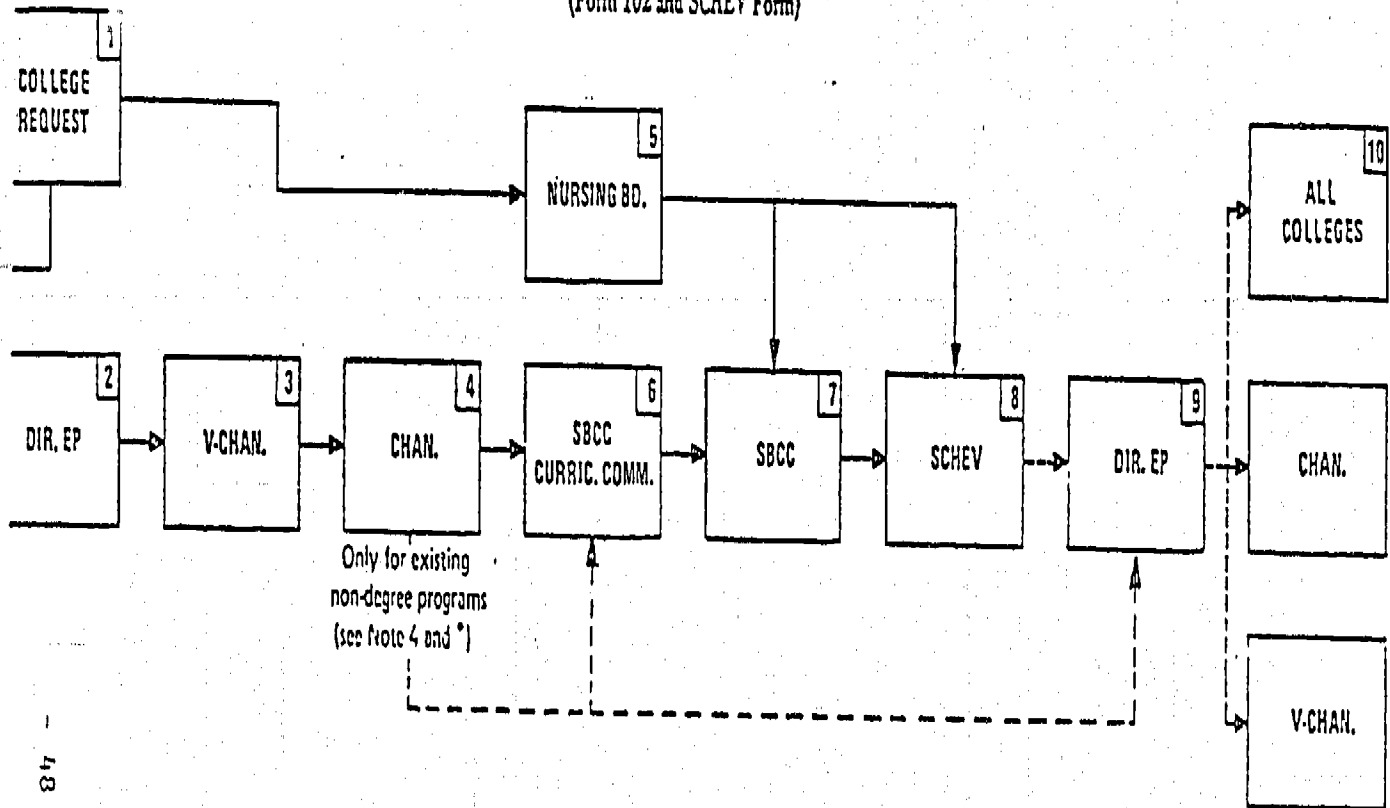 (Form 102 and SCHEV Form)
1
COLLEGE
REQUEST
5
NURSING BD.
10
ALL
COLLEGES
2
DIR. EP
3
V-CHAN.
4
CHAN.
6
SBCC
CURRIC. COMM.
7
SBCC
8
SCHEV
9
DIR. EP
CHAN.
Only for existing
non-degree programs
(see Note 4 and *)
V-CHAN.
- 48